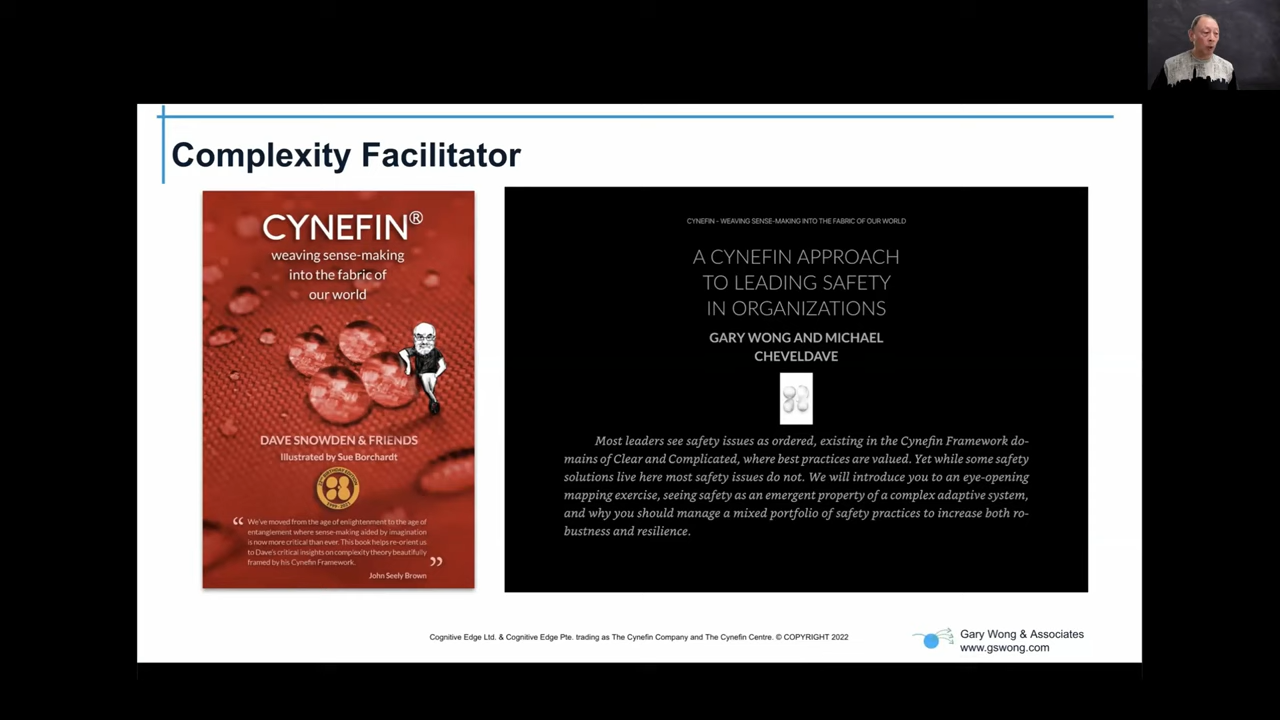 Complexity Facilitator
CYNEFIN®
weaving sense-making
into the fabric of
our world
DAVE SNOWDEN & FRIENDS
Illustrated by Sue Borchardt
“ We've moved from the age of enlightenment to the age of
entanglement where sense-making aided by imagination
is now more critical than ever. This book helps re-orient us
to Dave's critical insights on complexity theory beautifully
framed by his Cynefin Framework. ”
John Seely Brown
CYNEFIN - WEAVING SENSE-MAKING INTO THE FABRIC OF OUR WORLD
A CYNEFIN APPROACH
TO LEADING SAFETY
IN ORGANIZATIONS
GARY WONG AND MICHAEL
CHEVELDAVE
Most leaders see safety issues as ordered, existing in the Cynefin Framework do-
mains of Clear and Complicated, where best practices are valued. Yet while some safety
solutions live here most safety issues do not. We will introduce you to an eye-opening
mapping exercise, seeing safety as an emergent property of a complex adaptive system,
and why you should manage a mixed portfolio of safety practices to increase both ro-
bustness and resilience.
Cognitive Edge Ltd. & Cognitive Edge Pte. trading as The Cynefin Company and The Cynefin Centre. © COPYRIGHT 2022
Gary Wong & Associates
www.gswong.com